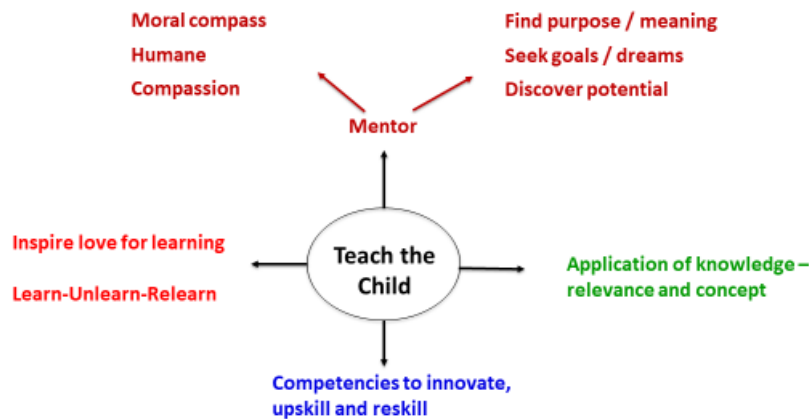 Moral compass
Humane
Compassion
Find purpose / meaning
Seek goals / dreams
Discover potential
Mentor
Inspire love for learning
Learn-Unlearn-Relearn
Teach the
Child
Application of knowledge –
relevance and concept
Competencies to innovate,
upskill and reskill